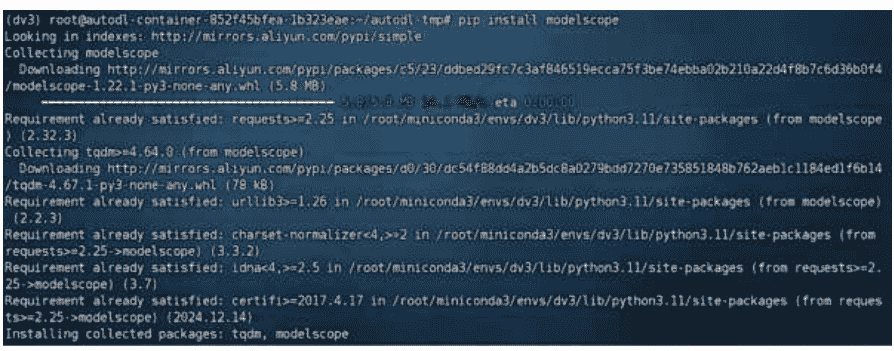 (dv3) root@autodl-container-852f45bfea-1b323eae:~/autodl-tmp# pip install modelscope
Looking in indexes: http://mirrors.aliyun.com/pypi/simple
Collecting modelscope
  Downloading http://mirrors.aliyun.com/pypi/packages/c5/23/ddbed29fc7c3af846519ecca75f3be74ebba02b210a22d4f8b7c6d36b0f4
/modelscope-1.22.1-py3-none-any.whl (5.8 MB)
eta 0:00:00
Requirement already satisfied: requests>=2.25 in /root/miniconda3/envs/dv3/lib/python3.11/site-packages (from modelscope
) (2.32.3)
Collecting tqdm>=4.64.0 (from modelscope)
  Downloading http://mirrors.aliyun.com/pypi/packages/d0/30/dc54f88dd4a2b5dc8a0279bdd7270e735851848b762aeb1c1184ed1f6b14
/tqdm-4.67.1-py3-none-any.whl (78 kB)
Requirement already satisfied: urllib3>=1.26 in /root/miniconda3/envs/dv3/lib/python3.11/site-packages (from modelscope)
 (2.2.3)
Requirement already satisfied: charset-normalizer<4,>=2 in /root/miniconda3/envs/dv3/lib/python3.11/site-packages (from
requests>=2.25->modelscope) (3.3.2)
Requirement already satisfied: idna<4,>=2.5 in /root/miniconda3/envs/dv3/lib/python3.11/site-packages (from requests>=2.
25->modelscope) (3.7)
Requirement already satisfied: certifi>=2017.4.17 in /root/miniconda3/envs/dv3/lib/python3.11/site-packages (from reques
ts>=2.25->modelscope) (2024.12.14)
Installing collected packages: tqdm, modelscope